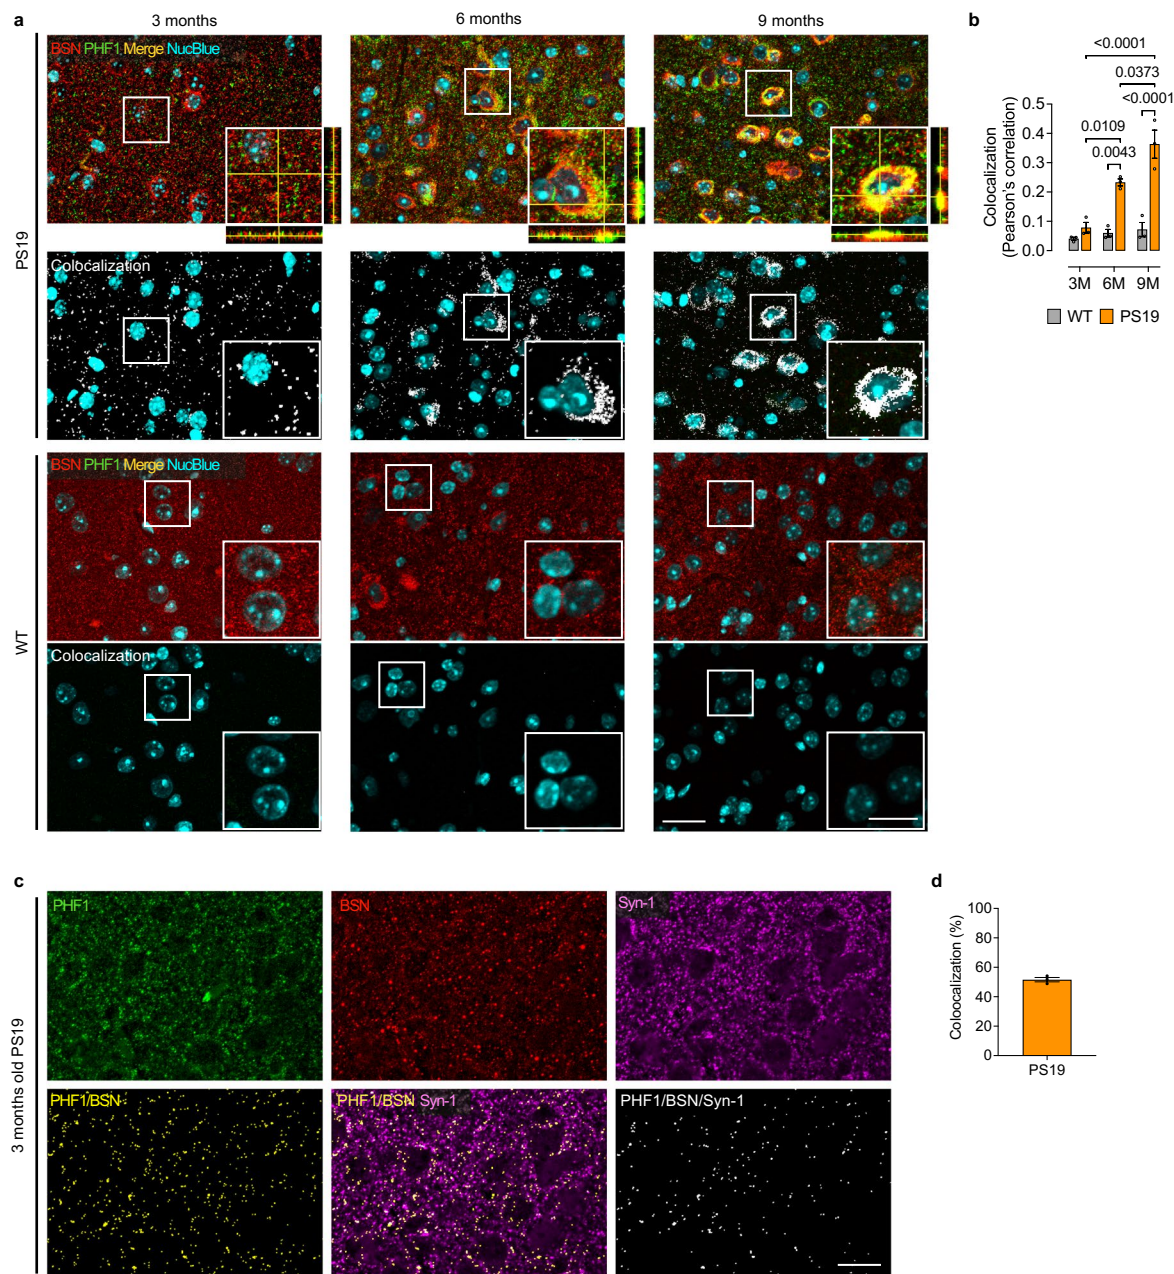 a
3 months
6 months
9 months
PS19
BSN PHF1 Merge NucBlue
Colocalization
WT
BSN PHF1 Merge NucBlue
Colocalization
b
<0.0001
0.0373
<0.0001
0.0109
0.0043
Colocalization
(Pearson's correlation)
0.5
0.4
0.3
0.2
0.1
0.0
3M 6M 9M
WT PS19
c
3 months old PS19
PHF1
BSN
Syn-1
PHF1/BSN
PHF1/BSN Syn-1
PHF1/BSN/Syn-1
d
Coloocalization (%)
100
80
60
40
20
0
PS19